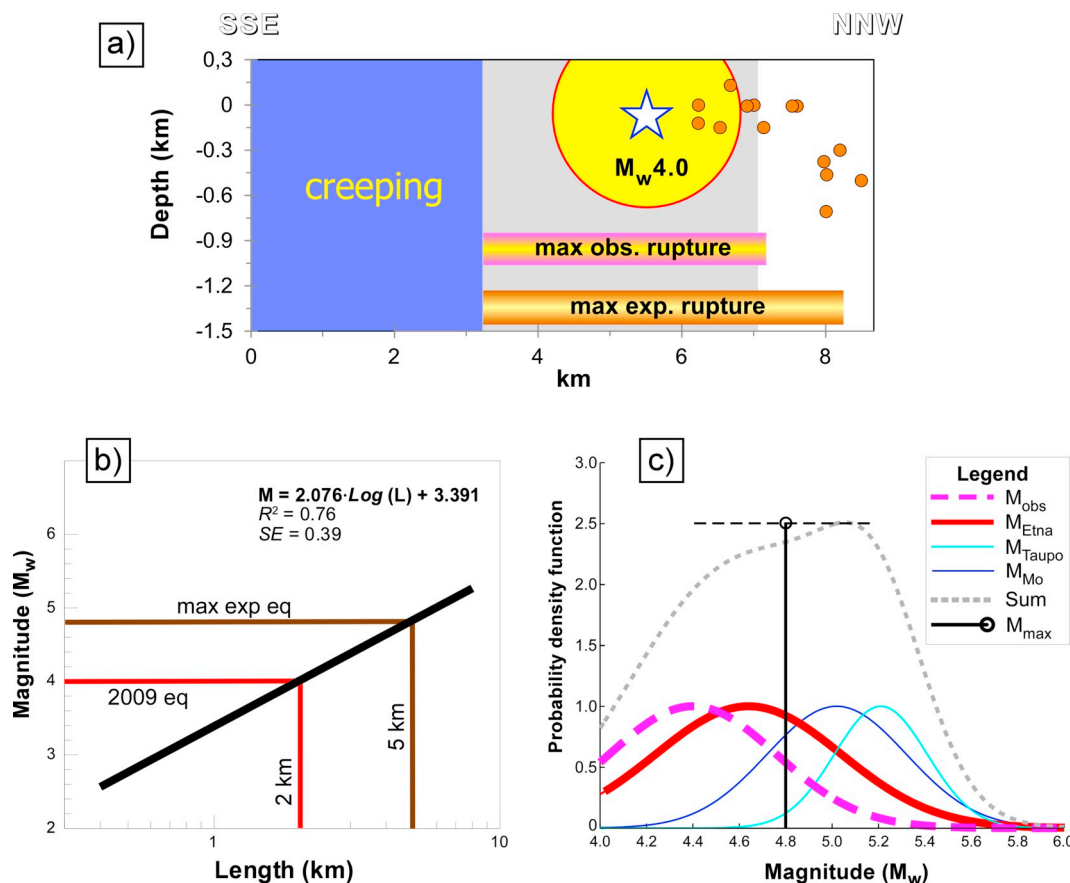 SSE NNW
a)
0,3
0
-0.3
-0.6
-0.9
-1.2
-1.5
Depth (km)
creeping
Mw4.0
max obs. rupture
max exp. rupture
0 2 4 6 8
km
b)
M = 2.076·Log (L) + 3.391
R² = 0.76
SE = 0.39
6
5
4
3
2
Magnitude (Mw)
max exp eq
2009 eq
2 km
5 km
1 10
Length (km)
c)
3.0
2.5
2.0
1.5
1.0
0.5
0
Probability density function
Legend
Mobs
MEtna
MTaupo
MMo
Sum
Mmax
4.0 4.2 4.4 4.6 4.8 5.0 5.2 5.4 5.6 5.8 6.0
Magnitude (Mw)